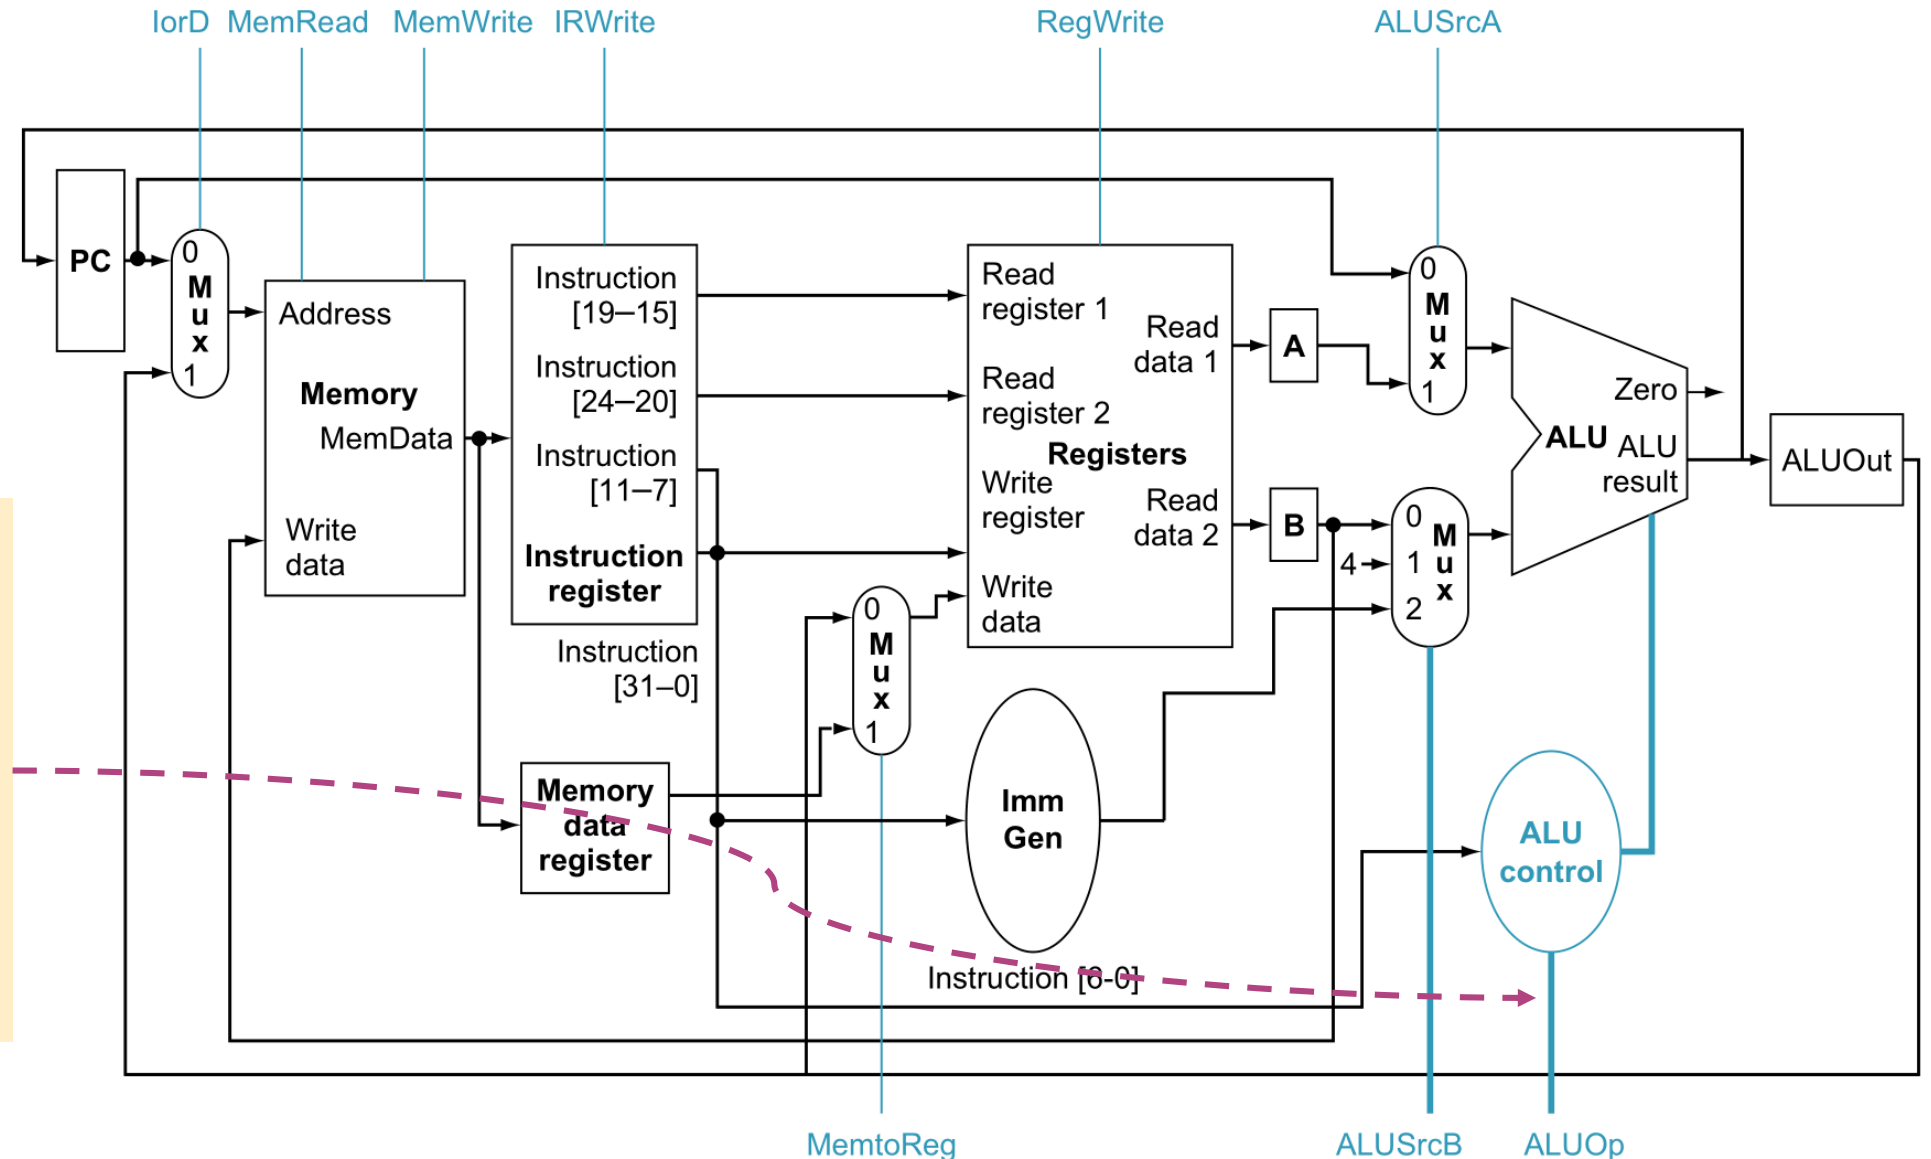 IorD
MemRead
MemWrite
IRWrite
RegWrite
ALUSrcA
PC
0
M
u
x
1
Address
Memory
MemData
Write
data
Instruction
[19–15]
Instruction
[24–20]
Instruction
[11–7]
Instruction
register
Instruction
[31–0]
Memory
data
register
0
M
u
x
1
Read
register 1
Read
register 2
Registers
Write
register
Write
data
Read
data 1
Read
data 2
Imm
Gen
Instruction [6-0]
A
B
4
0
M
u
x
1
0
1
2
M
u
x
Zero
ALU
ALU
result
ALUOut
ALU
control
MemtoReg
ALUSrcB
ALUOp